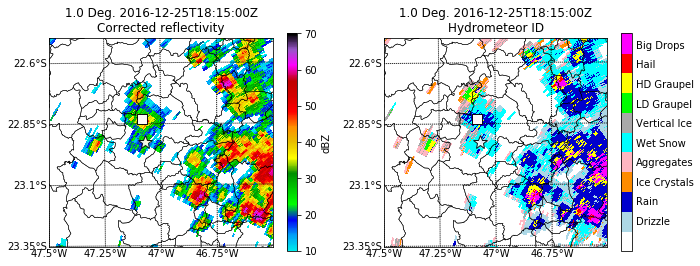 1.0 Deg. 2016-12-25T18:15:00Z
Corrected reflectivity
22.6°S
22.85°S
23.1°S
23.35°S
47.5°W
47.25°W
47°W
46.75°W
70
60
50
40
30
20
10
dBZ
1.0 Deg. 2016-12-25T18:15:00Z
Hydrometeor ID
22.6°S
22.85°S
23.1°S
23.35°S
47.5°W
47.25°W
47°W
46.75°W
Big Drops
Hail
HD Graupel
LD Graupel
Vertical Ice
Wet Snow
Aggregates
Ice Crystals
Rain
Drizzle